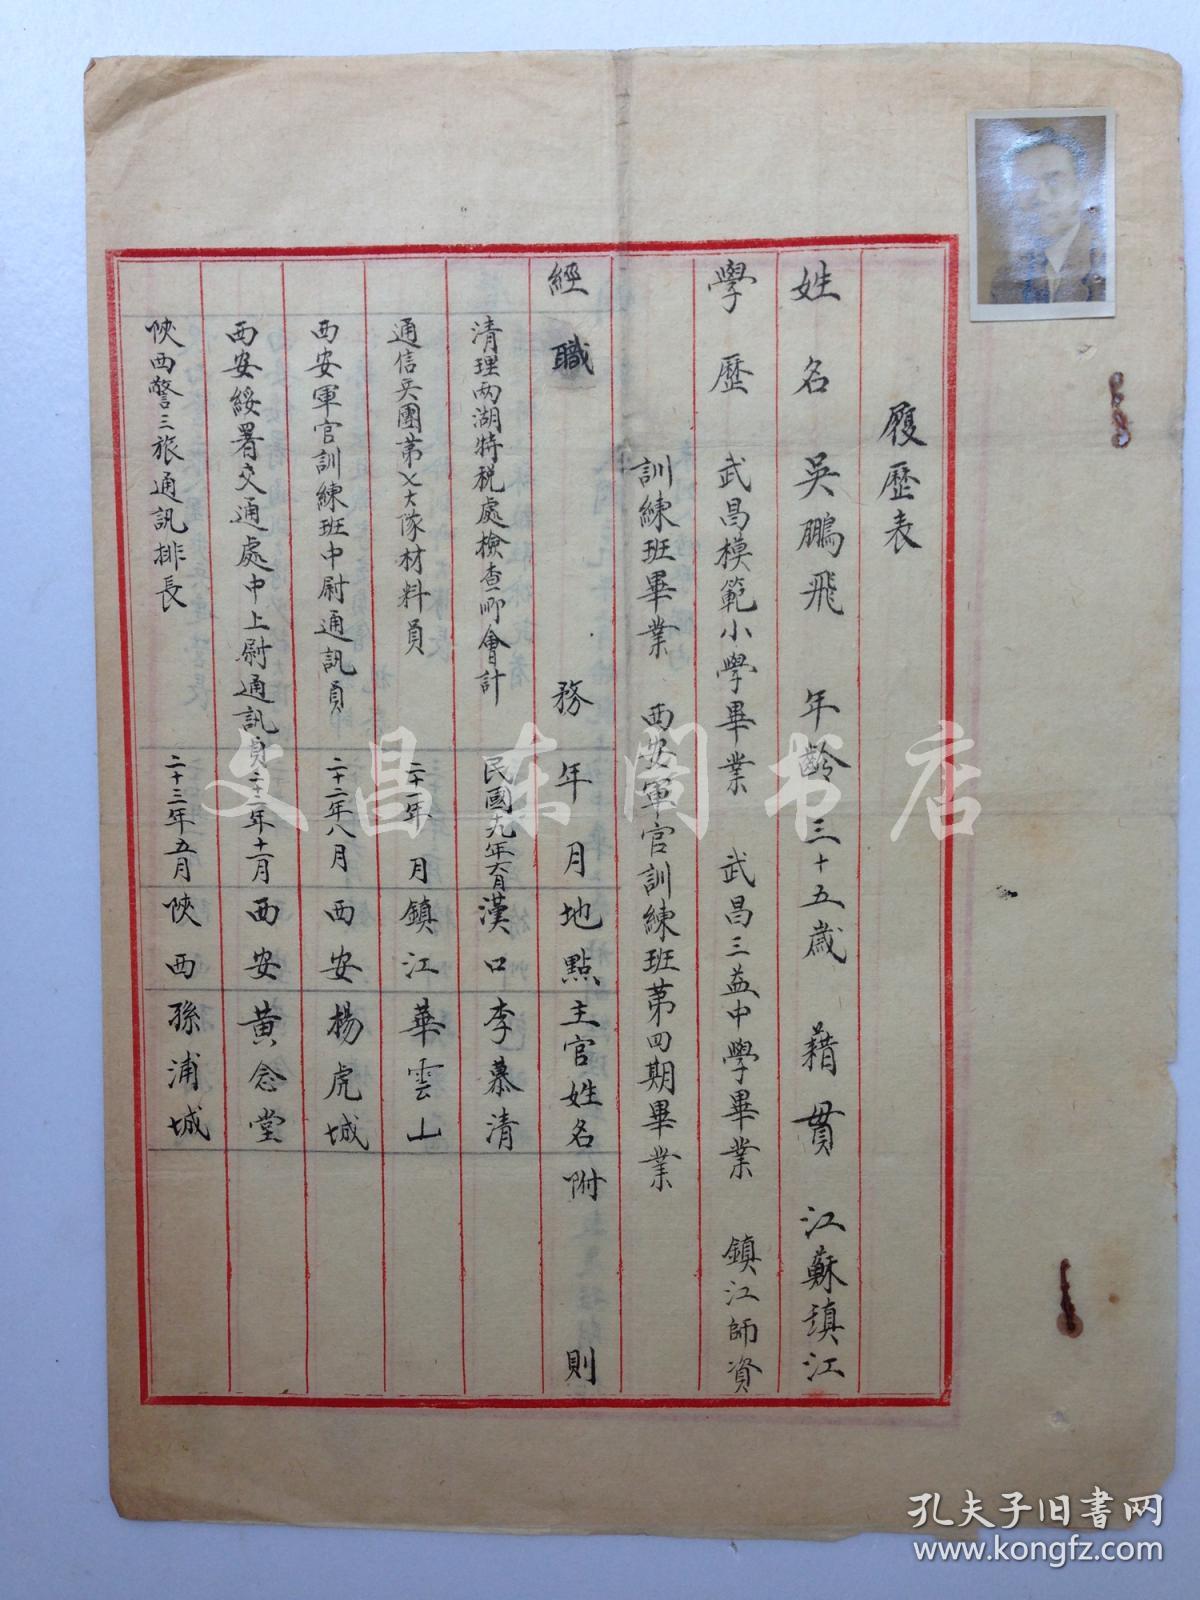 履歷表
姓名 吳鵬飛 年齡 三十五歲 藉貫 江蘇鎮江
學歷 武昌模範小學畢業 武昌三益中學畢業 鎮江師資
訓練班畢業 西安軍官訓練班第四期畢業
經職務 年月 地點 主官姓名 附則
清理兩湖特稅處檢查所會計 民國十九年六月 漢口 李慕清
通信兵團第七大隊材料員 二十一年 月 鎮江 華雲山
西安軍官訓練班中尉通訊員 二十二年八月 西安 楊虎城
西安綏署交通處中上尉通訊員 二十二年十一月 西安 黃念堂
陝西警三旅通訊排長 二十三年五月 陝西 孫浦城
文昌东阁书店
孔夫子旧书网
www.kongfz.com